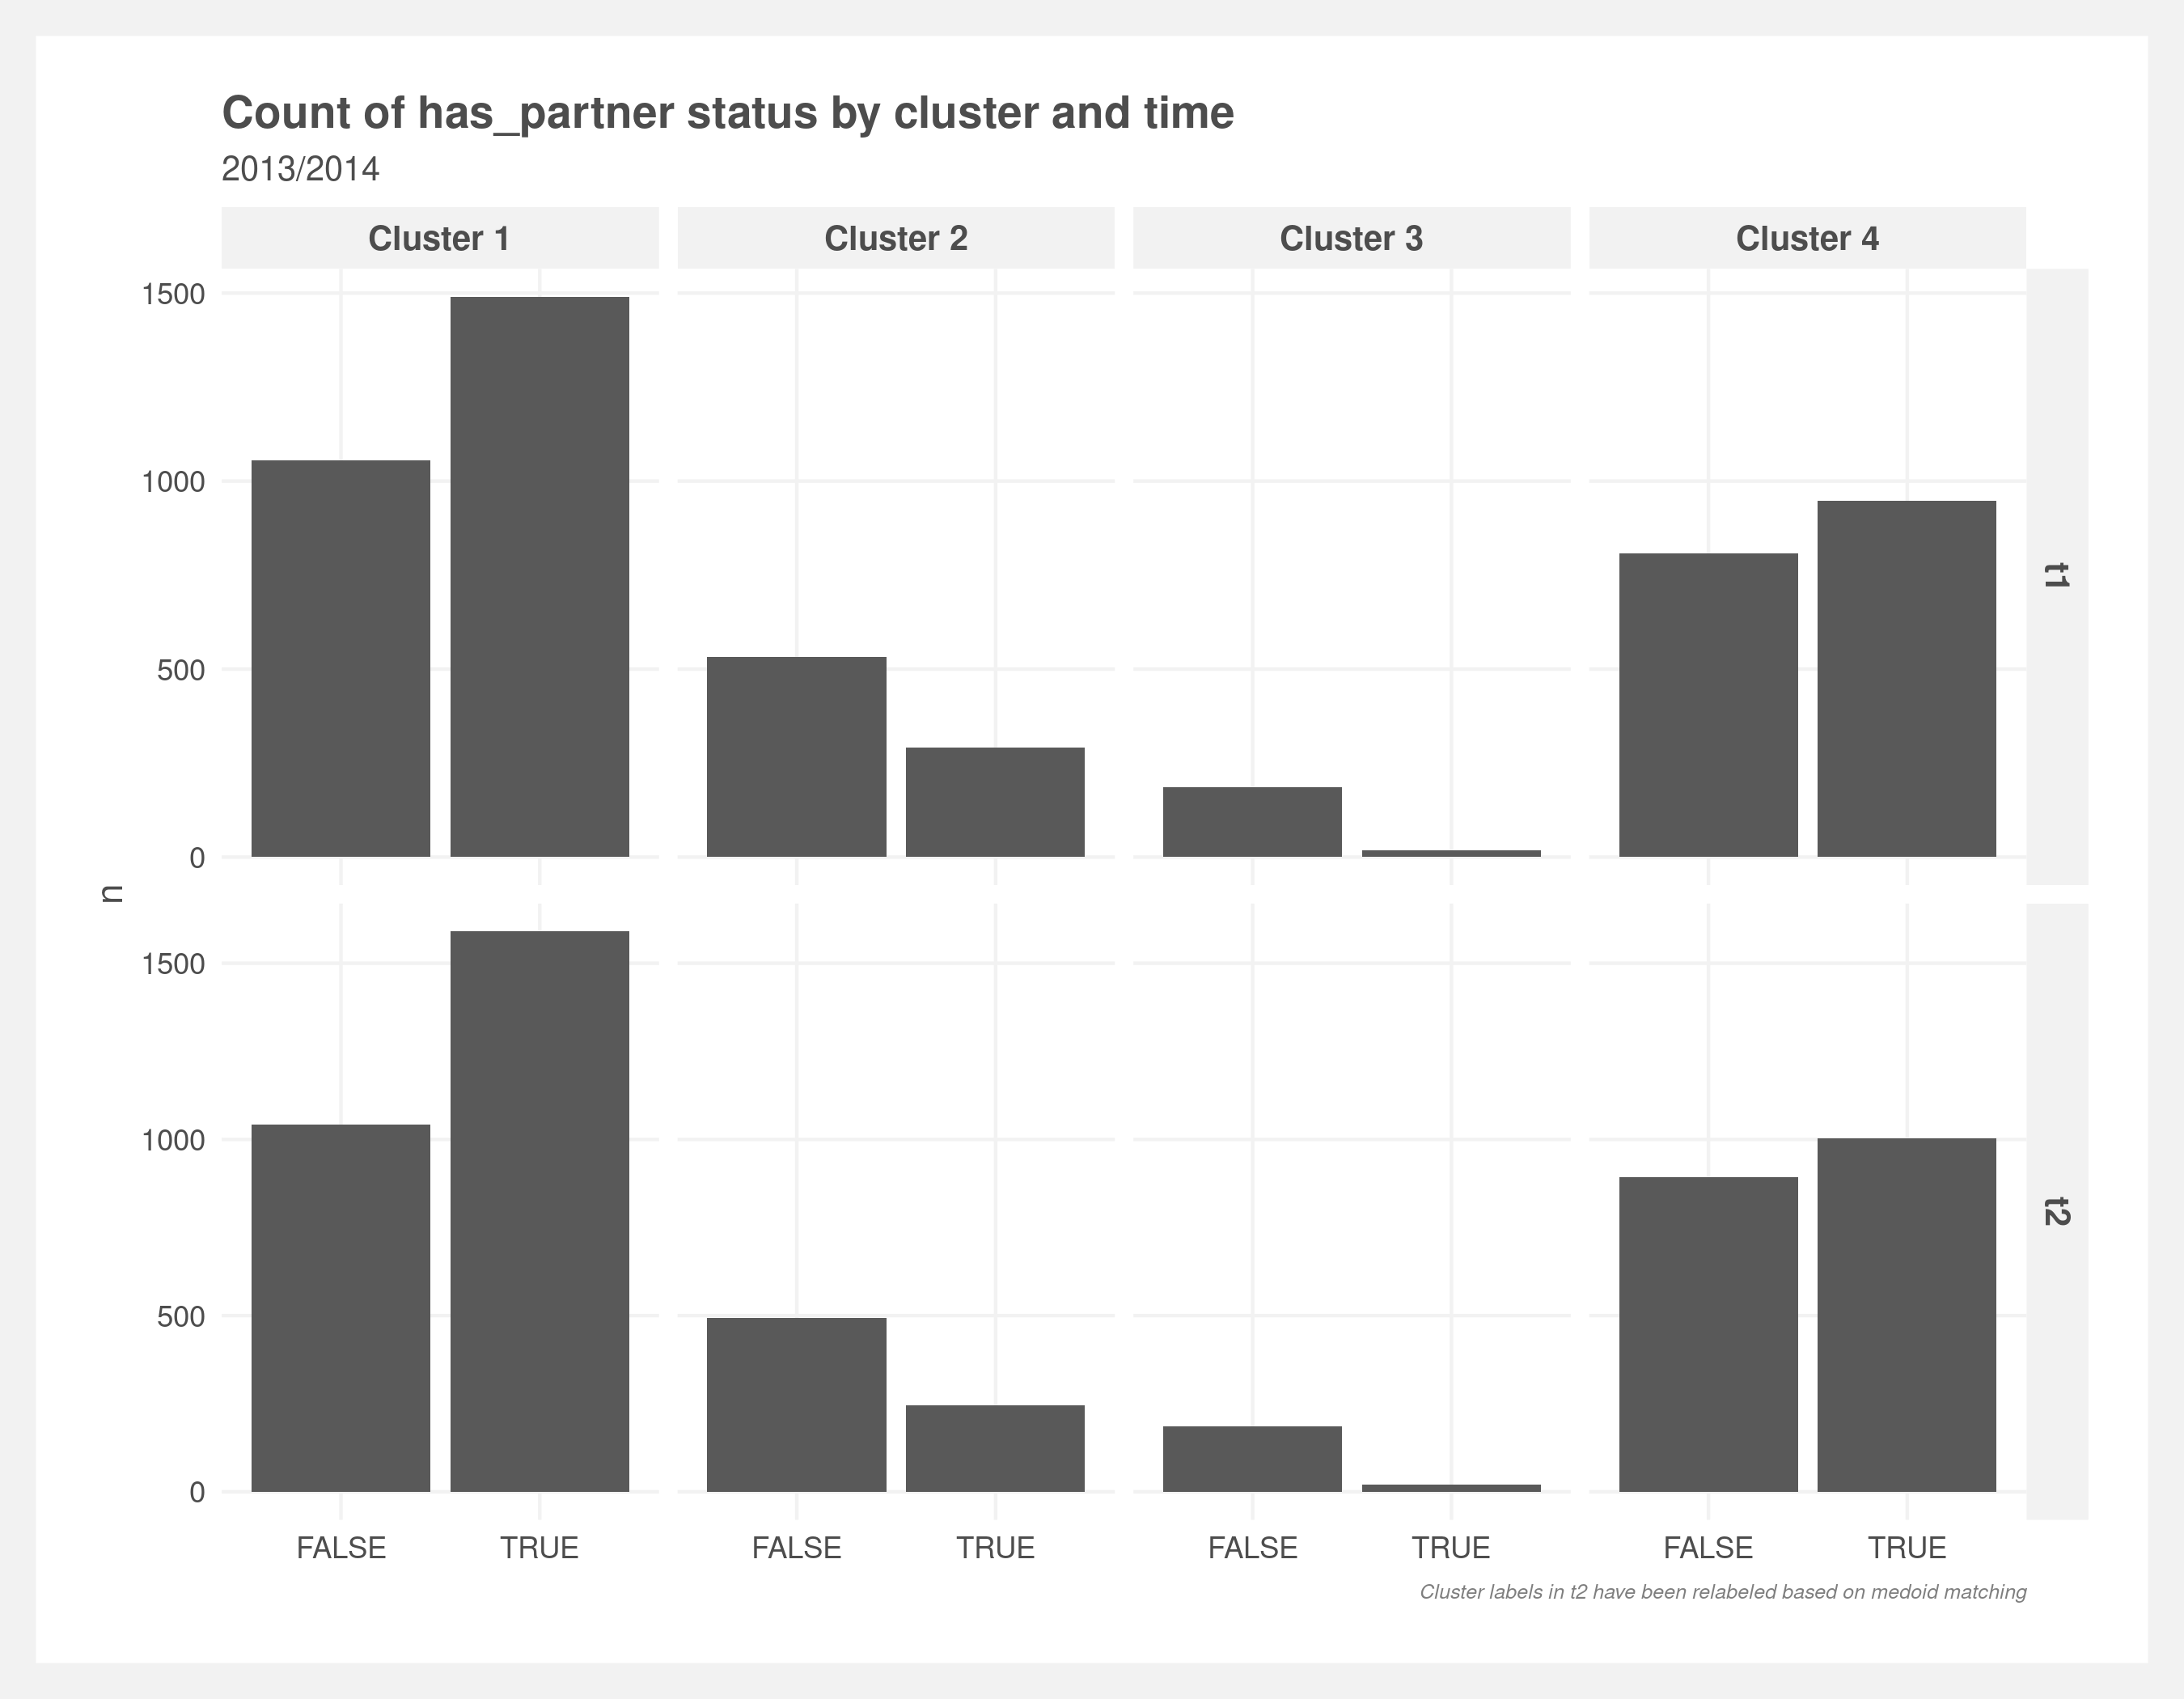 Count of has_partner status by cluster and time
2013/2014
Cluster 1
Cluster 2
Cluster 3
Cluster 4
1500
1000
500
0
t1
n
1500
1000
500
0
t2
FALSE
TRUE
FALSE
TRUE
FALSE
TRUE
FALSE
TRUE
Cluster labels in t2 have been relabeled based on medoid matching